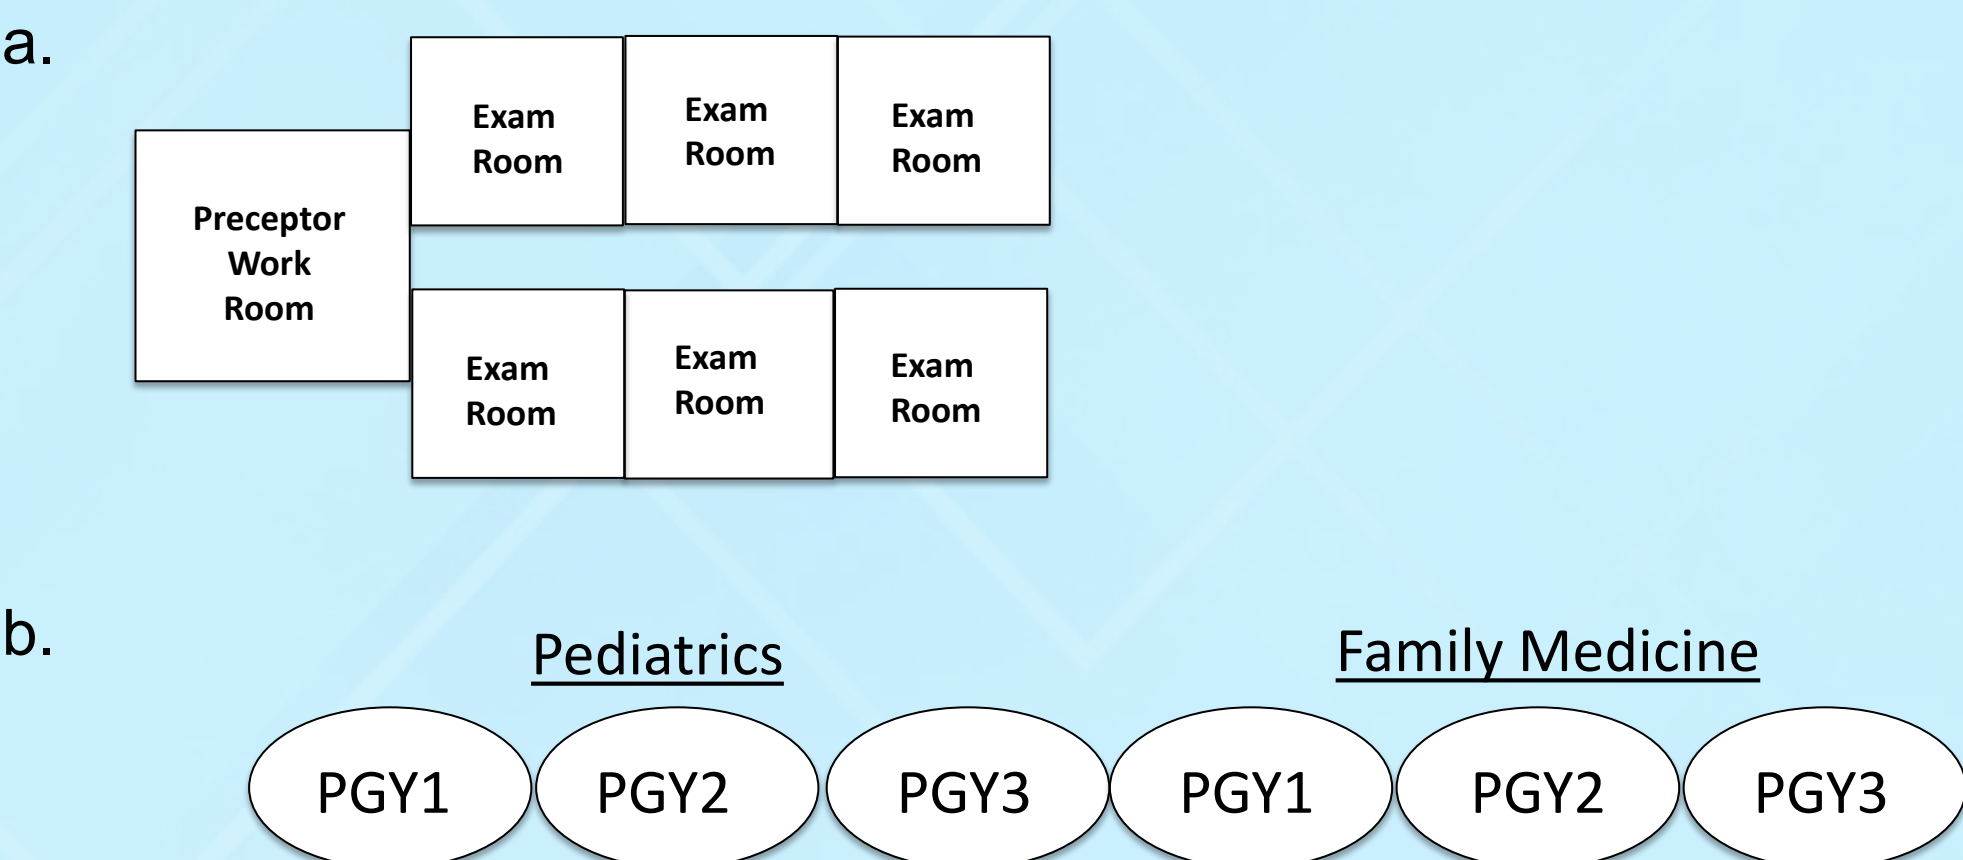 a.
Exam
Room
Exam
Room
Exam
Room
Preceptor
Work
Room
Exam
Room
Exam
Room
Exam
Room
b.
Pediatrics
Family Medicine
PGY1
PGY2
PGY3
PGY1
PGY2
PGY3